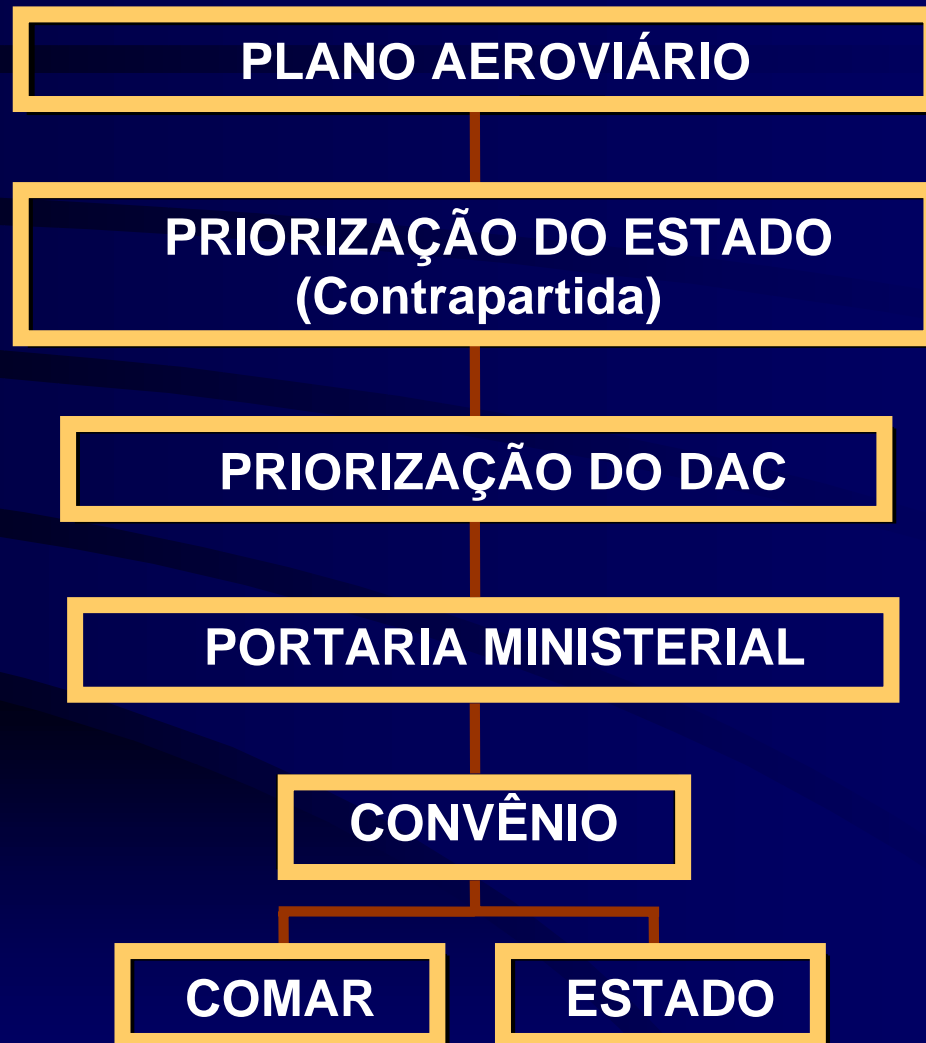 PLANO AEROVIÁRIO
PRIORIZAÇÃO DO ESTADO
(Contrapartida)
PRIORIZAÇÃO DO DAC
PORTARIA MINISTERIAL
CONVÊNIO
COMAR
ESTADO